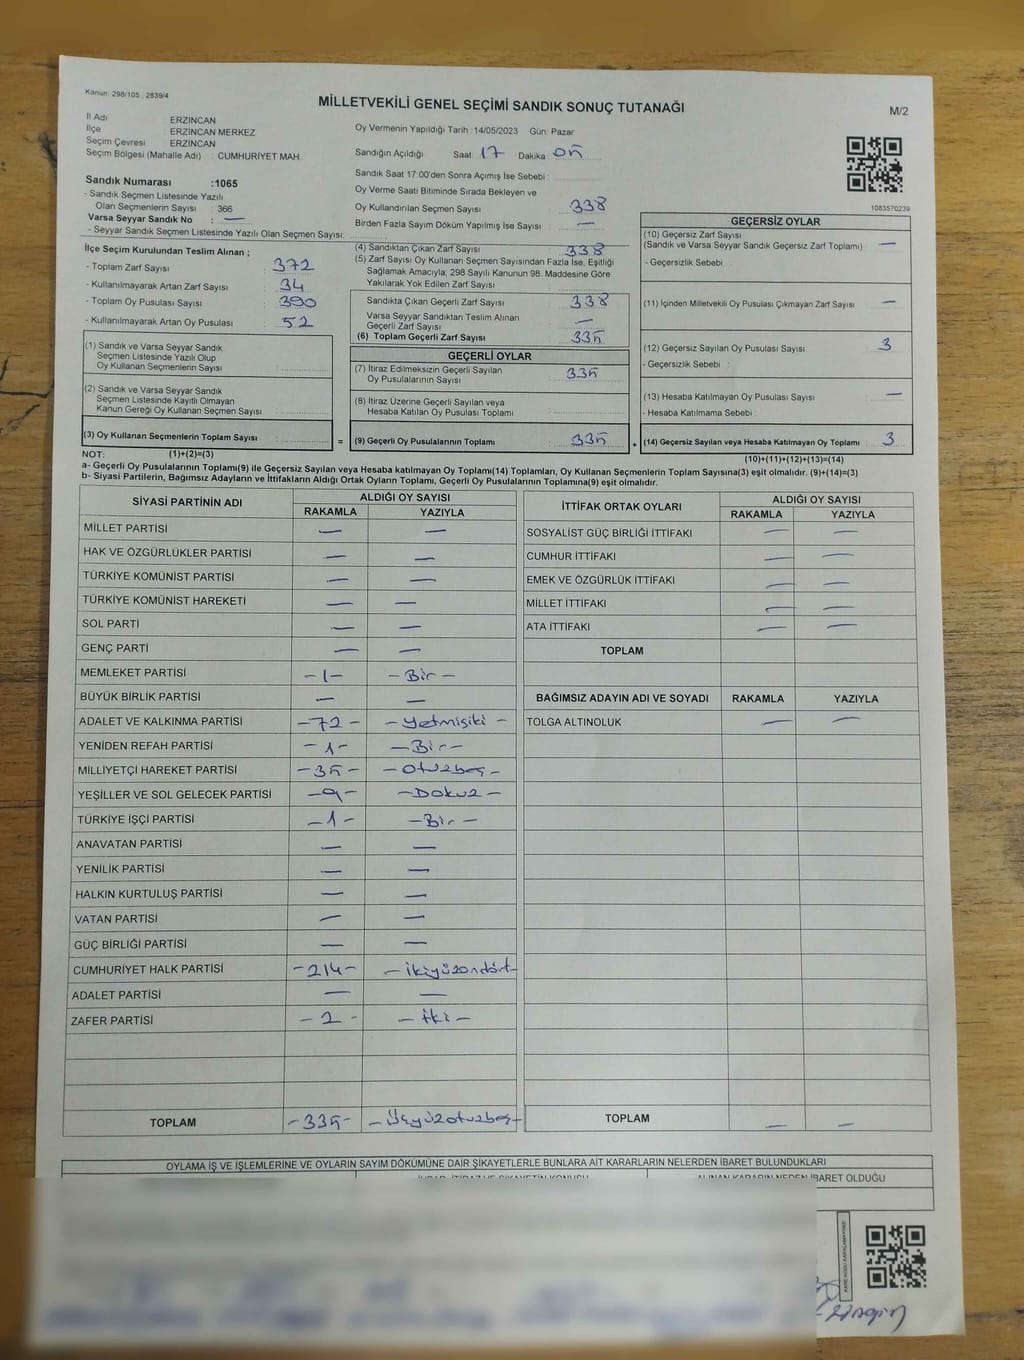 Kanun: 298/105 , 2839/4
MİLLETVEKİLİ GENEL SEÇİMİ SANDIK SONUÇ TUTANAĞI
M/2
İl Adı ERZİNCAN
İlçe ERZİNCAN MERKEZ
Seçim Çevresi ERZİNCAN
Seçim Bölgesi (Mahalle Adı) : CUMHURİYET MAH.
Sandık Numarası :1065
- Sandık Seçmen Listesinde Yazılı
Olan Seçmenlerin Sayısı : 366
Varsa Seyyar Sandık No : —
- Seyyar Sandık Seçmen Listesinde Yazılı Olan Seçmen Sayısı:
Oy Vermenin Yapıldığı Tarih :14/05/2023 Gün: Pazar
Sandığın Açıldığı Saat: 17 Dakika 05
Sandık Saat 17:00'den Sonra Açımış İse Sebebi :
Oy Verme Saati Bitiminde Sırada Bekleyen ve
Oy Kullandırılan Seçmen Sayısı : 338
Birden Fazla Sayım Döküm Yapılmış İse Sayısı : —
1083570239
İlçe Seçim Kurulundan Teslim Alınan ;
- Toplam Zarf Sayısı : 372
- Kullanılmayarak Artan Zarf Sayısı : 34
- Toplam Oy Pusulası Sayısı : 390
- Kullanılmayarak Artan Oy Pusulası : 52
(1) Sandık ve Varsa Seyyar Sandık
Seçmen Listesinde Yazılı Olup
Oy Kullanan Seçmenlerin Sayısı :
(2) Sandık ve Varsa Seyyar Sandık
Seçmen Listesinde Kayıtlı Olmayan
Kanun Gereği Oy Kullanan Seçmen Sayısı :
(3) Oy Kullanan Seçmenlerin Toplam Sayısı :
(4) Sandıktan Çıkan Zarf Sayısı : 338
(5) Zarf Sayısı Oy Kullanan Seçmen Sayısından Fazla İse, Eşitliği
Sağlamak Amacıyla; 298 Sayılı Kanunun 98. Maddesine Göre
Yakılarak Yok Edilen Zarf Sayısı :
Sandıkta Çıkan Geçerli Zarf Sayısı : 338
Varsa Seyyar Sandıktan Teslim Alınan
Geçerli Zarf Sayısı : —
(6) Toplam Geçerli Zarf Sayısı : 335
GEÇERLİ OYLAR
(7) İtiraz Edilmeksizin Geçerli Sayılan
Oy Pusulalarının Sayısı : 335
(8) İtiraz Üzerine Geçerli Sayılan veya
Hesaba Katılan Oy Pusulası Toplamı :
= (9) Geçerli Oy Pusulalarının Toplamı : 335
GEÇERSİZ OYLAR
(10) Geçersiz Zarf Sayısı
(Sandık ve Varsa Seyyar Sandık Geçersiz Zarf Toplamı) : —
- Geçersizlik Sebebi :
(11) İçinden Milletvekili Oy Pusulası Çıkmayan Zarf Sayısı : —
(12) Geçersiz Sayılan Oy Pusulası Sayısı : 3
- Geçersizlik Sebebi :
(13) Hesaba Katılmayan Oy Pusulası Sayısı : —
- Hesaba Katılmama Sebebi :
+ (14) Geçersiz Sayılan veya Hesaba Katılmayan Oy Toplamı : 3
NOT: (1)+(2)=(3)
(10)+(11)+(12)+(13)=(14)
a- Geçerli Oy Pusulalarının Toplamı(9) ile Geçersiz Sayılan veya Hesaba katılmayan Oy Toplamı(14) Toplamları, Oy Kullanan Seçmenlerin Toplam Sayısına(3) eşit olmalıdır. (9)+(14)=(3)
b- Siyasi Partilerin, Bağımsız Adayların ve İttifakların Aldığı Ortak Oyların Toplamı, Geçerli Oy Pusulalarının Toplamına(9) eşit olmalıdır.
SİYASİ PARTİNİN ADI ALDIĞI OY SAYISI
RAKAMLA YAZIYLA
MİLLET PARTİSİ — —
HAK VE ÖZGÜRLÜKLER PARTİSİ — —
TÜRKİYE KOMÜNİST PARTİSİ — —
TÜRKİYE KOMÜNİST HAREKETİ — —
SOL PARTİ — —
GENÇ PARTİ — —
MEMLEKET PARTİSİ -1- -Bir-
BÜYÜK BİRLİK PARTİSİ — —
ADALET VE KALKINMA PARTİSİ -72- -Yetmişiki-
YENİDEN REFAH PARTİSİ -1- -Bir-
MİLLİYETÇİ HAREKET PARTİSİ -35- -Otuzbeş-
YEŞİLLER VE SOL GELECEK PARTİSİ -9- -Dokuz-
TÜRKİYE İŞÇİ PARTİSİ -1- -Bir-
ANAVATAN PARTİSİ — —
YENİLİK PARTİSİ — —
HALKIN KURTULUŞ PARTİSİ — —
VATAN PARTİSİ — —
GÜÇ BİRLİĞİ PARTİSİ — —
CUMHURİYET HALK PARTİSİ -214- -ikiyüzondört-
ADALET PARTİSİ — —
ZAFER PARTİSİ -2- -İki-
TOPLAM -335- -Üçyüzotuzbeş-
İTTİFAK ORTAK OYLARI ALDIĞI OY SAYISI
RAKAMLA YAZIYLA
SOSYALİST GÜÇ BİRLİĞİ İTTİFAKI — —
CUMHUR İTTİFAKI — —
EMEK VE ÖZGÜRLÜK İTTİFAKI — —
MİLLET İTTİFAKI — —
ATA İTTİFAKI — —
TOPLAM
BAĞIMSIZ ADAYIN ADI VE SOYADI RAKAMLA YAZIYLA
TOLGA ALTINOLUK — —
TOPLAM — —
OYLAMA İŞ VE İŞLEMLERİNE VE OYLARIN SAYIM DÖKÜMÜNE DAİR ŞİKAYETLERLE BUNLARA AİT KARARLARIN NELERDEN İBARET BULUNDUKLARI
ALINAN KARARIN NEDEN İBARET OLDUĞU